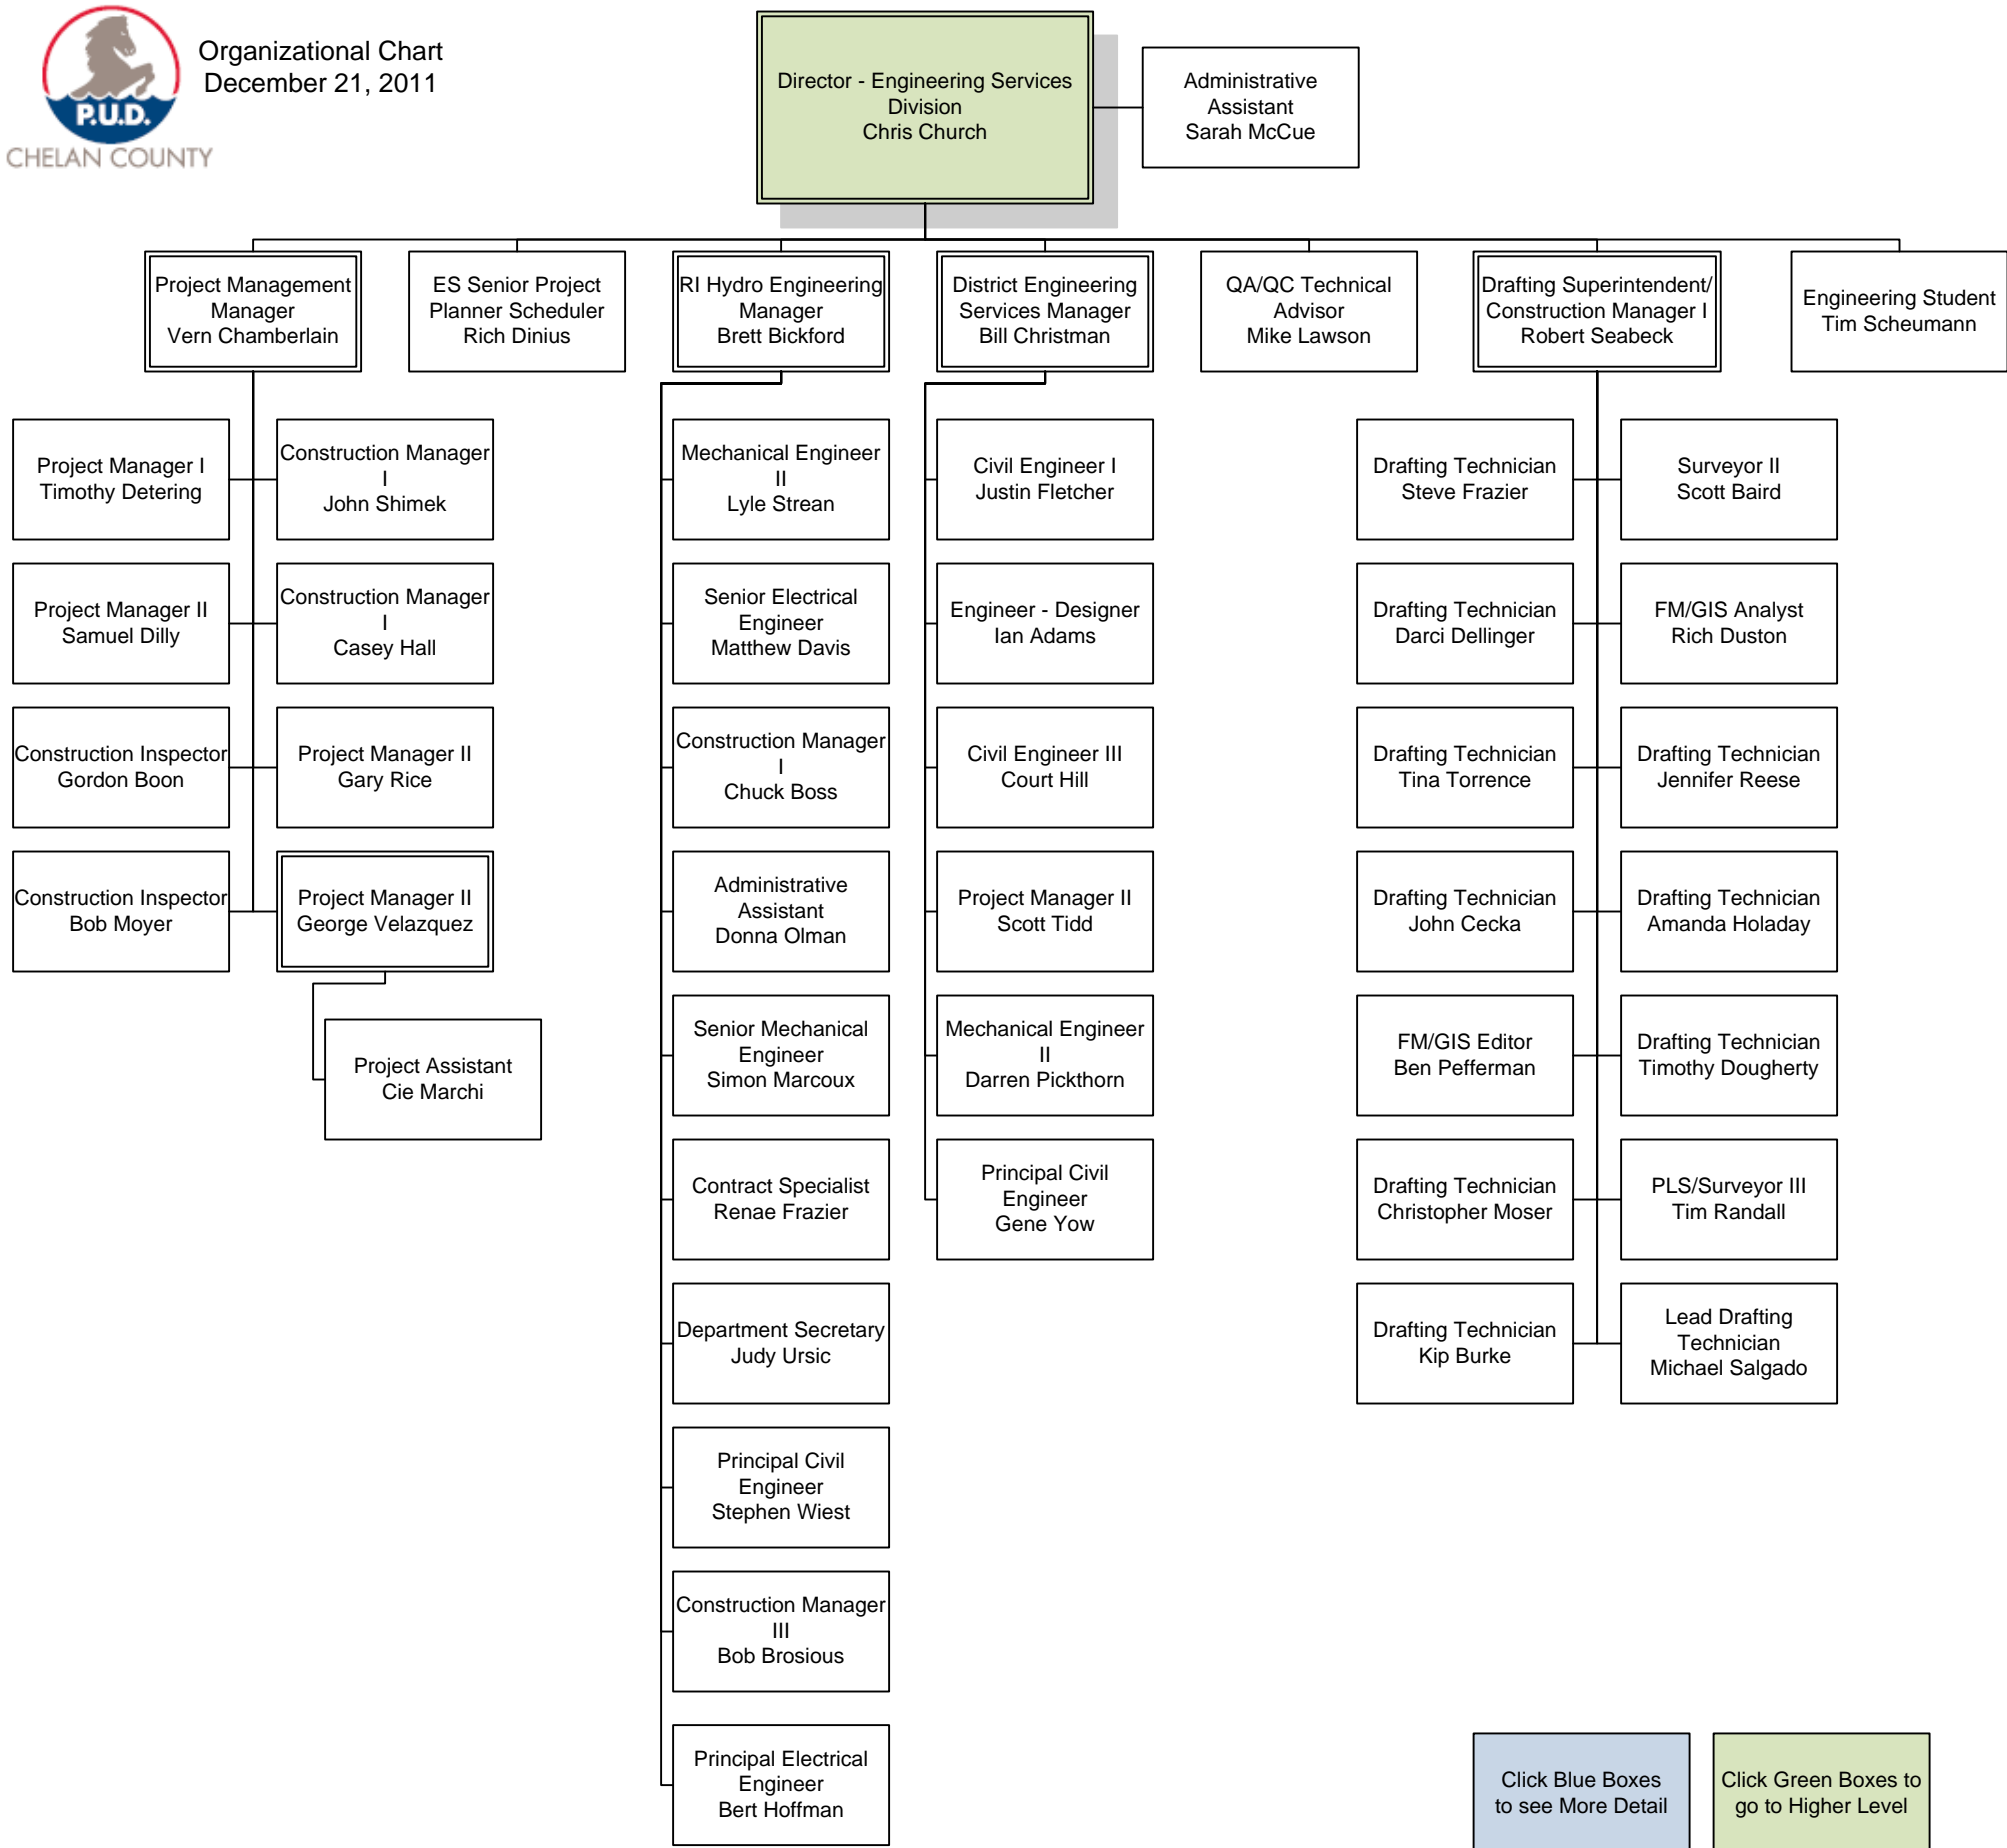 P.U.D.
CHELAN COUNTY
Organizational Chart
December 21, 2011
Director - Engineering Services
Division
Chris Church
Administrative
Assistant
Sarah McCue
Project Management
Manager
Vern Chamberlain
ES Senior Project
Planner Scheduler
Rich Dinius
RI Hydro Engineering
Manager
Brett Bickford
District Engineering
Services Manager
Bill Christman
QA/QC Technical
Advisor
Mike Lawson
Drafting Superintendent/
Construction Manager I
Robert Seabeck
Engineering Student
Tim Scheumann
Project Manager I
Timothy Detering
Construction Manager
I
John Shimek
Project Manager II
Samuel Dilly
Construction Manager
I
Casey Hall
Construction Inspector
Gordon Boon
Project Manager II
Gary Rice
Construction Inspector
Bob Moyer
Project Manager II
George Velazquez
Project Assistant
Cie Marchi
Mechanical Engineer
II
Lyle Strean
Senior Electrical
Engineer
Matthew Davis
Construction Manager
I
Chuck Boss
Administrative
Assistant
Donna Olman
Senior Mechanical
Engineer
Simon Marcoux
Contract Specialist
Renae Frazier
Department Secretary
Judy Ursic
Principal Civil
Engineer
Stephen Wiest
Construction Manager
III
Bob Brosious
Principal Electrical
Engineer
Bert Hoffman
Civil Engineer I
Justin Fletcher
Engineer - Designer
Ian Adams
Civil Engineer III
Court Hill
Project Manager II
Scott Tidd
Mechanical Engineer
II
Darren Pickthorn
Principal Civil
Engineer
Gene Yow
Drafting Technician
Steve Frazier
Surveyor II
Scott Baird
Drafting Technician
Darci Dellinger
FM/GIS Analyst
Rich Duston
Drafting Technician
Tina Torrence
Drafting Technician
Jennifer Reese
Drafting Technician
John Cecka
Drafting Technician
Amanda Holaday
FM/GIS Editor
Ben Pefferman
Drafting Technician
Timothy Dougherty
Drafting Technician
Christopher Moser
PLS/Surveyor III
Tim Randall
Drafting Technician
Kip Burke
Lead Drafting
Technician
Michael Salgado
Click Blue Boxes
to see More Detail
Click Green Boxes to
go to Higher Level